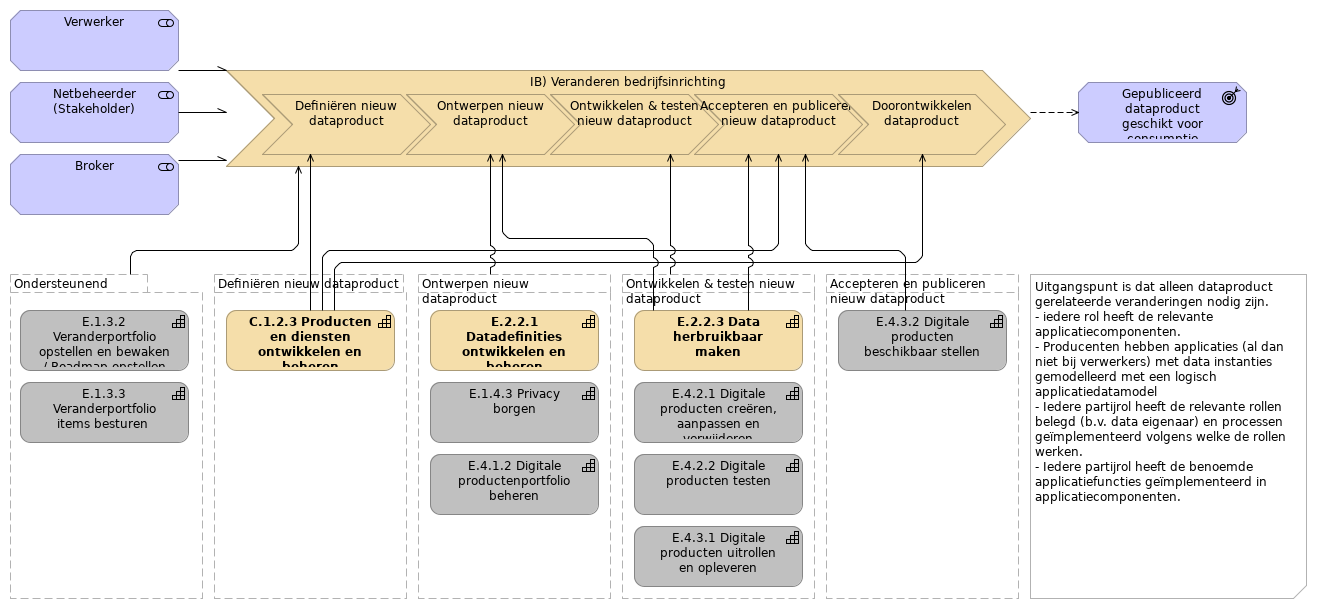 Verwerker
Netbeheerder
(Stakeholder)
Broker
IB) Veranderen bedrijfsinrichting
Definiëren nieuw
dataproduct
Ontwerpen nieuw
dataproduct
Ontwikkelen & testen
nieuw dataproduct
Accepteren en publiceren
nieuw dataproduct
Doorontwikkelen
dataproduct
Gepubliceerd
dataproduct
geschikt voor
consumptie
Ondersteunend
E.1.3.2
Veranderportfolio
opstellen en bewaken
/ Roadmap opstellen
E.1.3.3
Veranderportfolio
items besturen
Definiëren nieuw dataproduct
C.1.2.3 Producten
en diensten
ontwikkelen en
beheren
Ontwerpen nieuw
dataproduct
E.2.2.1
Datadefinities
ontwikkelen en
beheren
E.1.4.3 Privacy
borgen
E.4.1.2 Digitale
productenportfolio
beheren
Ontwikkelen & testen nieuw
dataproduct
E.2.2.3 Data
herbruikbaar
maken
E.4.2.1 Digitale
producten creëren,
aanpassen en
verwijderen
E.4.2.2 Digitale
producten testen
E.4.3.1 Digitale
producten uitrollen
en opleveren
Accepteren en publiceren
nieuw dataproduct
E.4.3.2 Digitale
producten
beschikbaar stellen
Uitgangspunt is dat alleen dataproduct
gerelateerde veranderingen nodig zijn.
- iedere rol heeft de relevante
applicatiecomponenten.
- Producenten hebben applicaties (al dan
niet bij verwerkers) met data instanties
gemodelleerd met een logisch
applicatiedatamodel
- Iedere partijrol heeft de relevante rollen
belegd (b.v. data eigenaar) en processen
geïmplementeerd volgens welke de rollen
werken.
- Iedere partijrol heeft de benoemde
applicatiefuncties geïmplementeerd in
applicatiecomponenten.